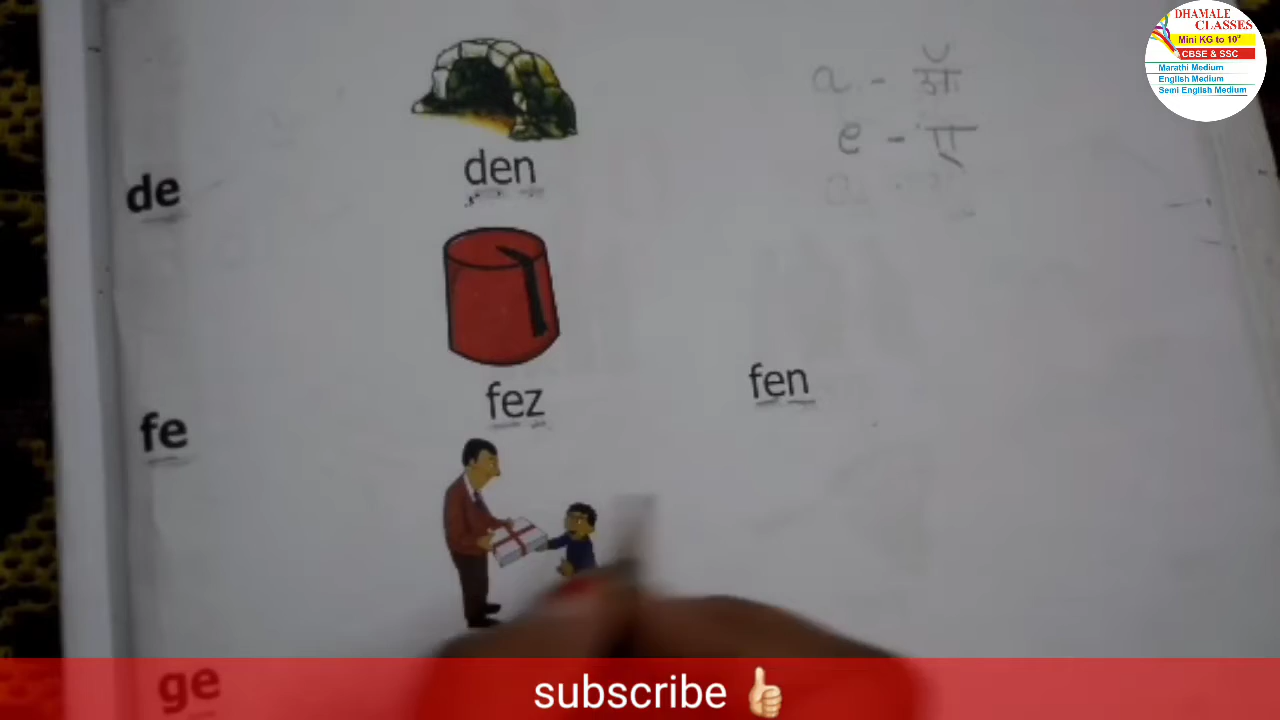 DHAMALE
CLASSES
Mini KG to 10th
CBSE & SSC
Marathi Medium
English Medium
Semi English Medium
a - ॲ
e - ए
den
de
fez
fen
fe
ge
subscribe